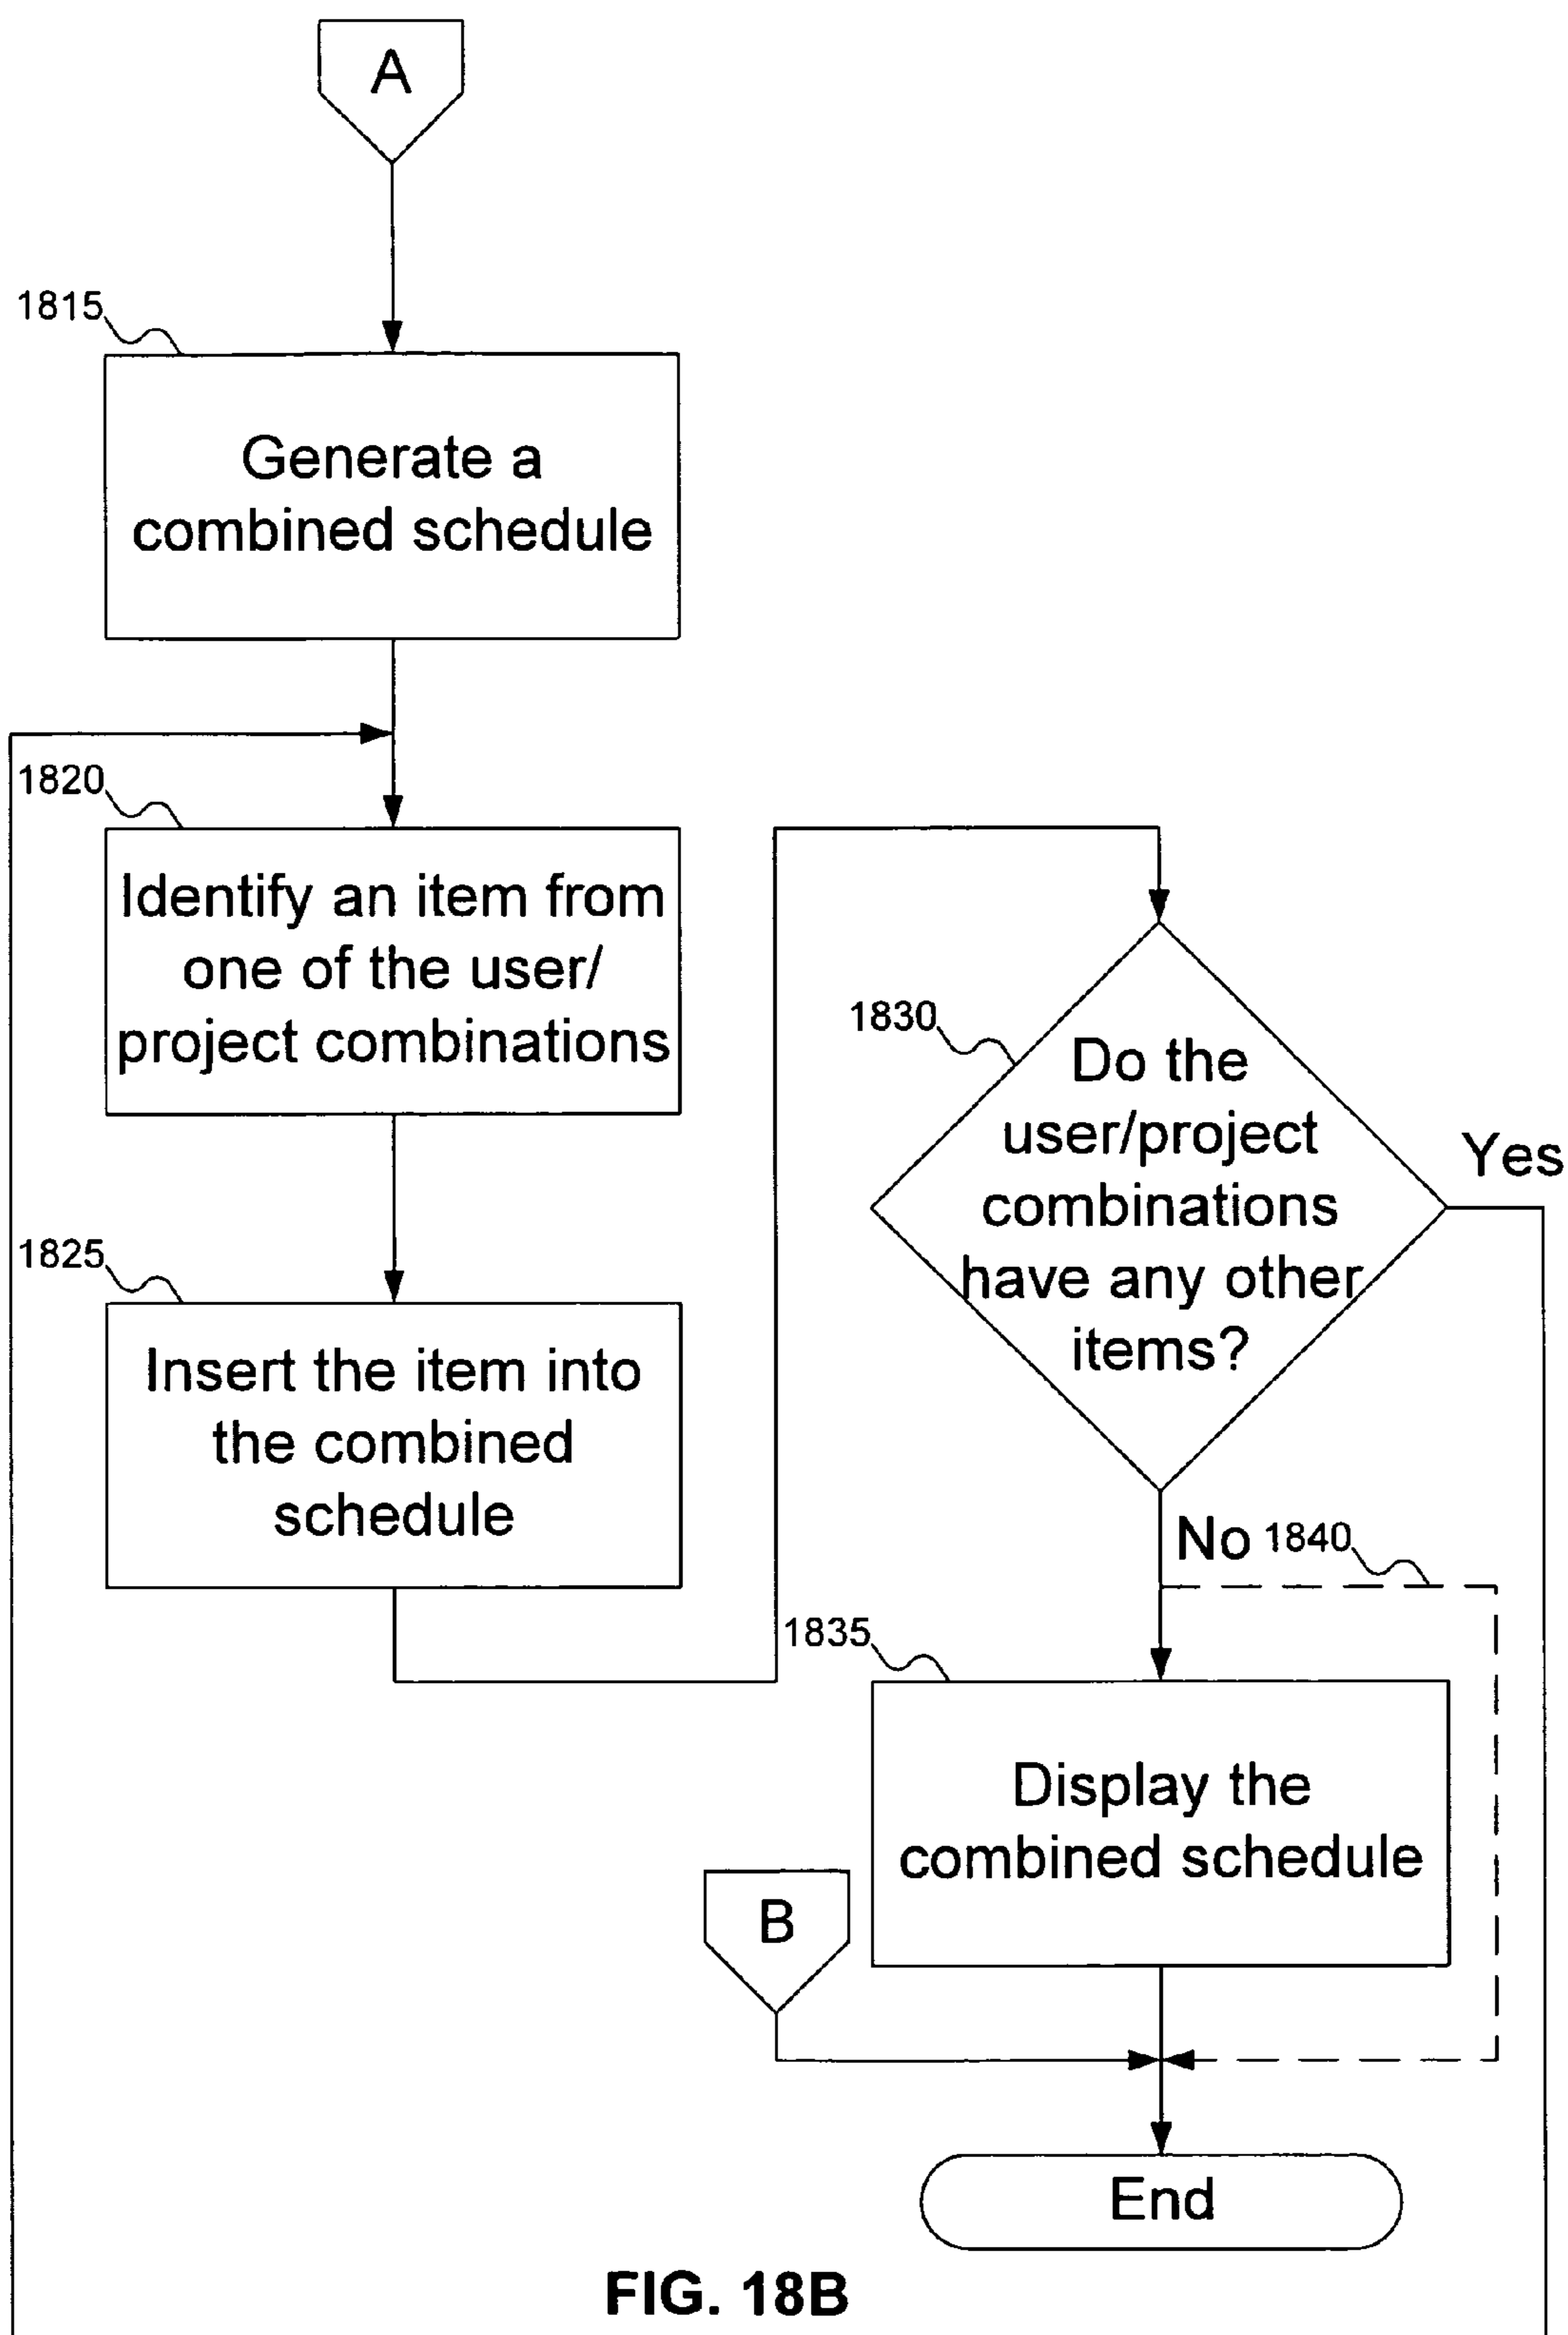 A
1815
Generate a
combined schedule
1820
Identify an item from
one of the user/
project combinations
1825
Insert the item into
the combined
schedule
1830
Do the
user/project
combinations
have any other
items?
Yes
No
1840
1835
Display the
combined schedule
B
End
FIG. 18B